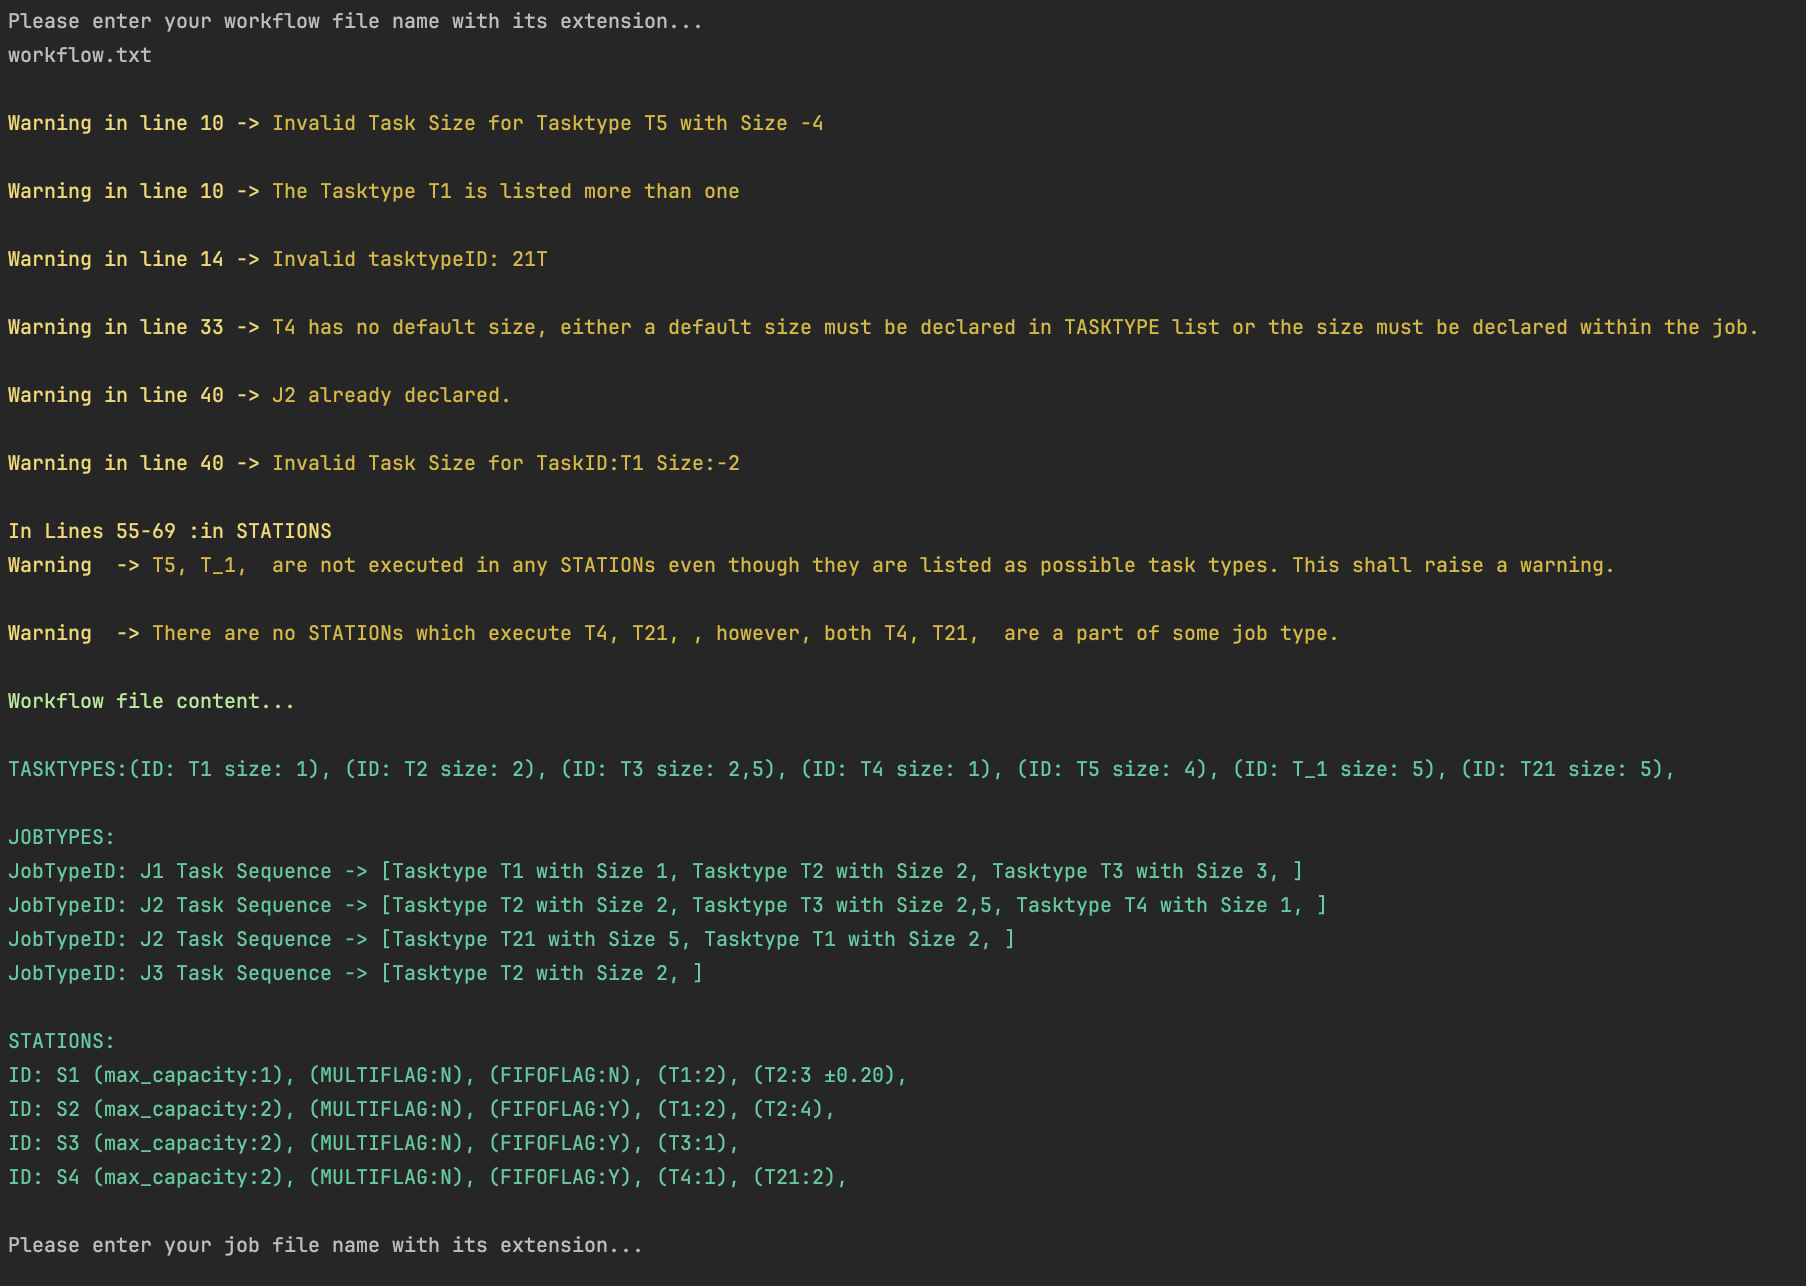 Please enter your workflow file name with its extension...
workflow.txt
Warning in line 10 -> Invalid Task Size for Tasktype T5 with Size -4
Warning in line 10 -> The Tasktype T1 is listed more than one
Warning in line 14 -> Invalid tasktypeID: 21T
Warning in line 33 -> T4 has no default size, either a default size must be declared in TASKTYPE list or the size must be declared within the job.
Warning in line 40 -> J2 already declared.
Warning in line 40 -> Invalid Task Size for TaskID:T1 Size:-2
In Lines 55-69 :in STATIONS
Warning  -> T5, T_1,  are not executed in any STATIONs even though they are listed as possible task types. This shall raise a warning.
Warning  -> There are no STATIONs which execute T4, T21, , however, both T4, T21,  are a part of some job type.
Workflow file content...
TASKTYPES:(ID: T1 size: 1), (ID: T2 size: 2), (ID: T3 size: 2,5), (ID: T4 size: 1), (ID: T5 size: 4), (ID: T_1 size: 5), (ID: T21 size: 5),
JOBTYPES:
JobTypeID: J1 Task Sequence -> [Tasktype T1 with Size 1, Tasktype T2 with Size 2, Tasktype T3 with Size 3, ]
JobTypeID: J2 Task Sequence -> [Tasktype T2 with Size 2, Tasktype T3 with Size 2,5, Tasktype T4 with Size 1, ]
JobTypeID: J2 Task Sequence -> [Tasktype T21 with Size 5, Tasktype T1 with Size 2, ]
JobTypeID: J3 Task Sequence -> [Tasktype T2 with Size 2, ]
STATIONS:
ID: S1 (max_capacity:1), (MULTIFLAG:N), (FIFOFLAG:N), (T1:2), (T2:3 ±0.20),
ID: S2 (max_capacity:2), (MULTIFLAG:N), (FIFOFLAG:Y), (T1:2), (T2:4),
ID: S3 (max_capacity:2), (MULTIFLAG:N), (FIFOFLAG:Y), (T3:1),
ID: S4 (max_capacity:2), (MULTIFLAG:N), (FIFOFLAG:Y), (T4:1), (T21:2),
Please enter your job file name with its extension...